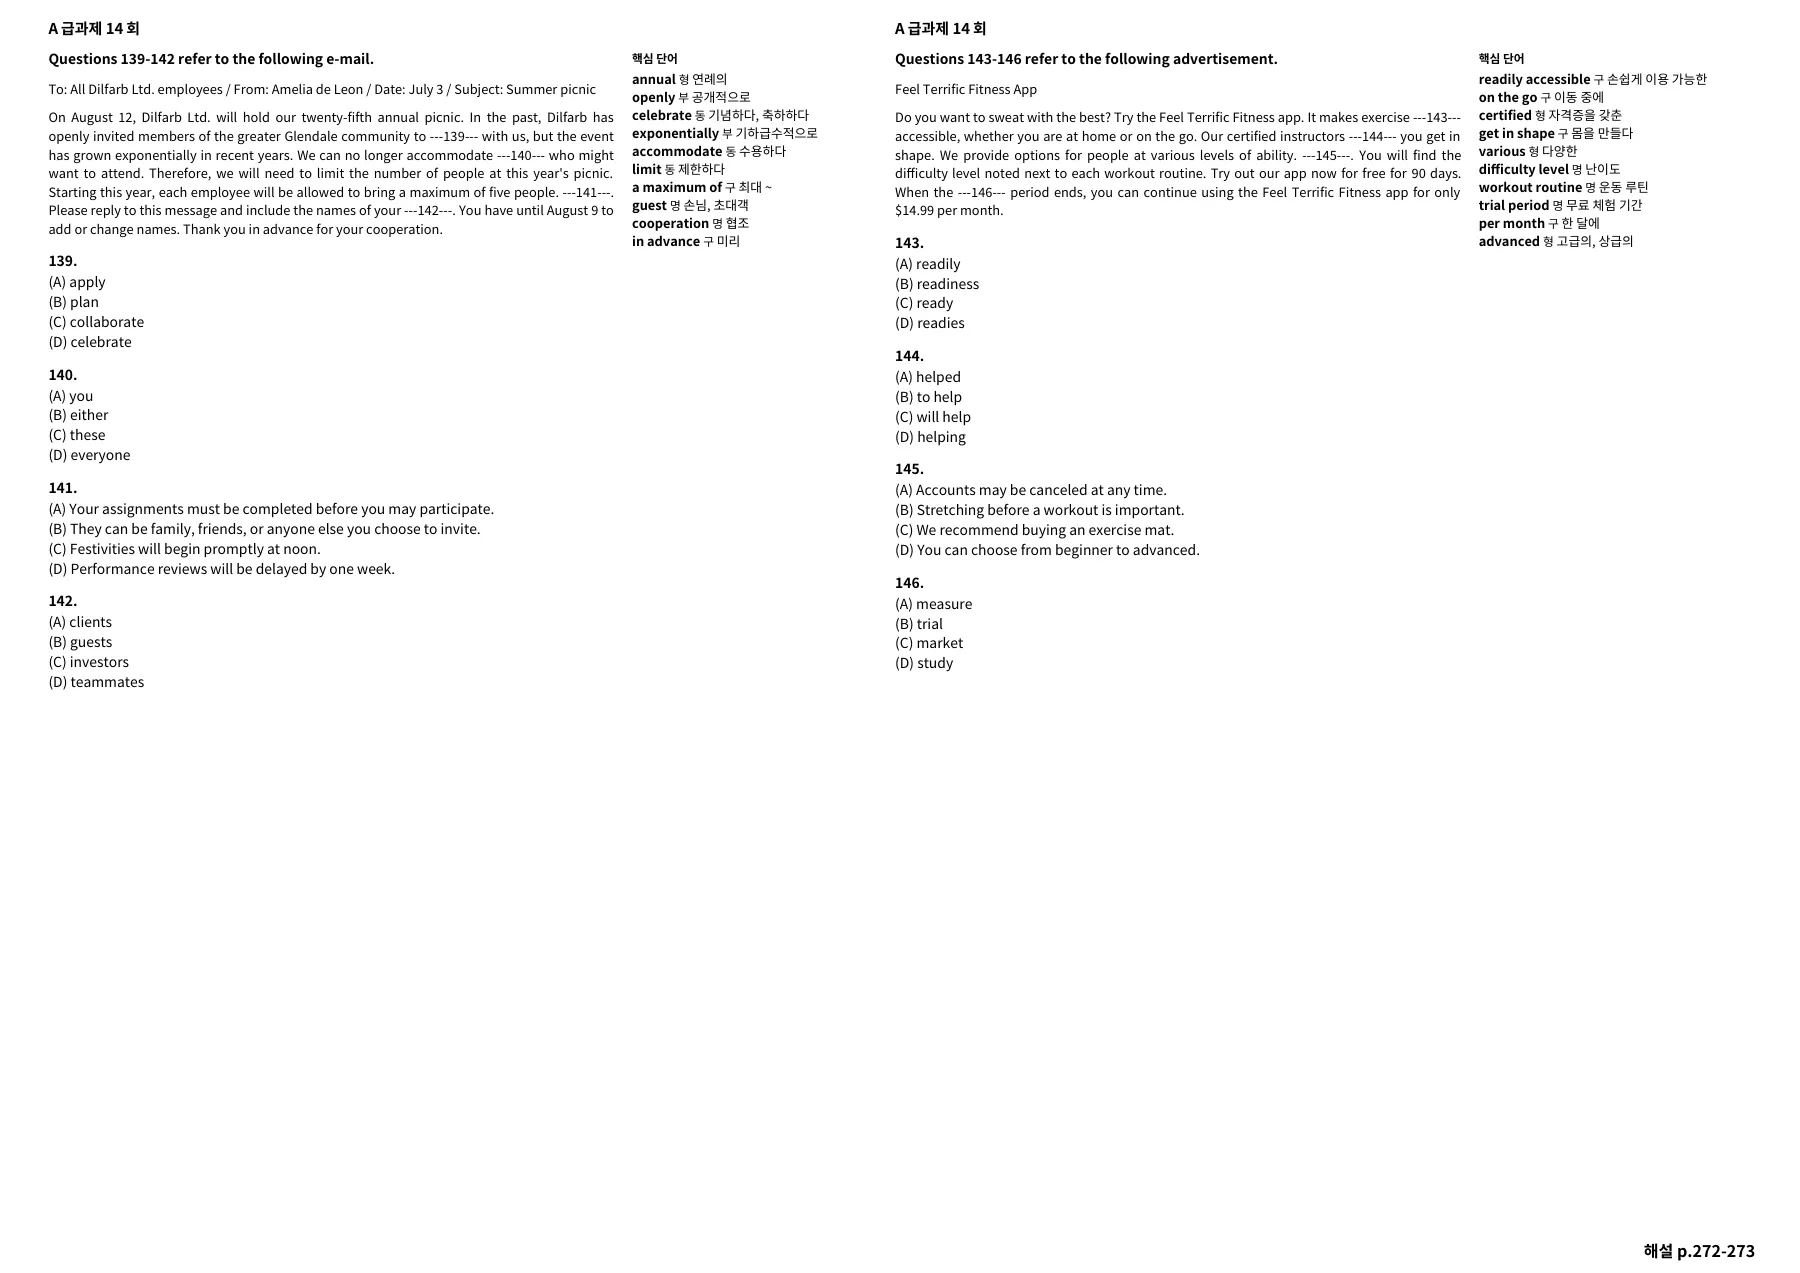 A 급과제 14 회
Questions 139-142 refer to the following e-mail.
To: All Dilfarb Ltd. employees / From: Amelia de Leon / Date: July 3 / Subject: Summer picnic
On August 12, Dilfarb Ltd. will hold our twenty-fifth annual picnic. In the past, Dilfarb has
openly invited members of the greater Glendale community to ---139--- with us, but the event
has grown exponentially in recent years. We can no longer accommodate ---140--- who might
want to attend. Therefore, we will need to limit the number of people at this year's picnic.
Starting this year, each employee will be allowed to bring a maximum of five people. ---141---.
Please reply to this message and include the names of your ---142---. You have until August 9 to
add or change names. Thank you in advance for your cooperation.
139.
(A) apply
(B) plan
(C) collaborate
(D) celebrate
140.
(A) you
(B) either
(C) these
(D) everyone
141.
(A) Your assignments must be completed before you may participate.
(B) They can be family, friends, or anyone else you choose to invite.
(C) Festivities will begin promptly at noon.
(D) Performance reviews will be delayed by one week.
142.
(A) clients
(B) guests
(C) investors
(D) teammates
핵심 단어
annual 형 연례의
openly 부 공개적으로
celebrate 동 기념하다, 축하하다
exponentially 부 기하급수적으로
accommodate 동 수용하다
limit 동 제한하다
a maximum of 구 최대 ~
guest 명 손님, 초대객
cooperation 명 협조
in advance 구 미리
A 급과제 14 회
Questions 143-146 refer to the following advertisement.
Feel Terrific Fitness App
Do you want to sweat with the best? Try the Feel Terrific Fitness app. It makes exercise ---143---
accessible, whether you are at home or on the go. Our certified instructors ---144--- you get in
shape. We provide options for people at various levels of ability. ---145---. You will find the
difficulty level noted next to each workout routine. Try out our app now for free for 90 days.
When the ---146--- period ends, you can continue using the Feel Terrific Fitness app for only
$14.99 per month.
143.
(A) readily
(B) readiness
(C) ready
(D) readies
144.
(A) helped
(B) to help
(C) will help
(D) helping
145.
(A) Accounts may be canceled at any time.
(B) Stretching before a workout is important.
(C) We recommend buying an exercise mat.
(D) You can choose from beginner to advanced.
146.
(A) measure
(B) trial
(C) market
(D) study
핵심 단어
readily accessible 구 손쉽게 이용 가능한
on the go 구 이동 중에
certified 형 자격증을 갖춘
get in shape 구 몸을 만들다
various 형 다양한
difficulty level 명 난이도
workout routine 명 운동 루틴
trial period 명 무료 체험 기간
per month 구 한 달에
advanced 형 고급의, 상급의
해설 p.272-273